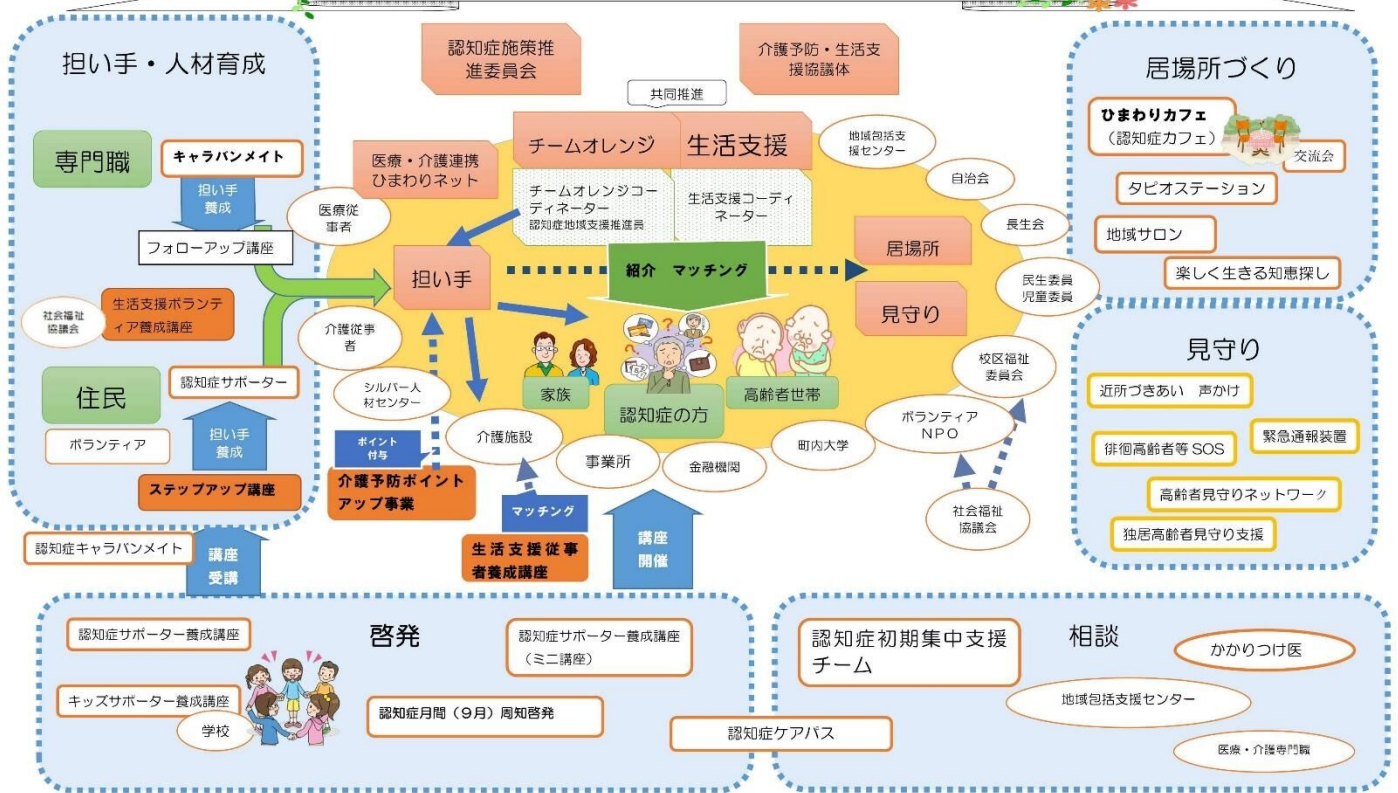 担い手・人材育成
専門職
キャラバンメイト
担い手
養成
フォローアップ講座
社会福祉
協議会
生活支援ボランテ
ィア養成講座
認知症サポーター
住民
ボランティア
担い手
養成
ステップアップ講座
認知症キャラバンメイト
講座
受講
認知症施策推
進委員会
介護予防・生活支
援協議体
共同推進
チームオレンジ
生活支援
医療・介護連携
ひまわりネット
チームオレンジコー
ディネーター
認知症地域支援推進員
生活支援コーディ
ネーター
医療従
事者
担い手
紹介 マッチング
居場所
見守り
地域包括支
援センター
自治会
長生会
民生委員
児童委員
校区福祉
委員会
介護従事
者
シルバー人
材センター
家族
認知症の方
高齢者世帯
介護施設
事業所
金融機関
町内大学
ボランティア
NPO
社会福祉
協議会
ポイント
付与
介護予防ポイント
アップ事業
マッチング
生活支援従事
者養成講座
講座
開催
居場所づくり
ひまわりカフェ
(認知症カフェ)
交流会
タピオステーション
地域サロン
楽しく生きる知恵探し
見守り
近所づきあい 声かけ
緊急通報装置
徘徊高齢者等 SOS
高齢者見守りネットワーク
独居高齢者見守り支援
啓発
認知症サポーター養成講座
認知症サポーター養成講座
(ミニ講座)
キッズサポーター養成講座
学校
認知症月間(9月)周知啓発
認知症ケアパス
相談
認知症初期集中支援
チーム
かかりつけ医
地域包括支援センター
医療・介護専門職